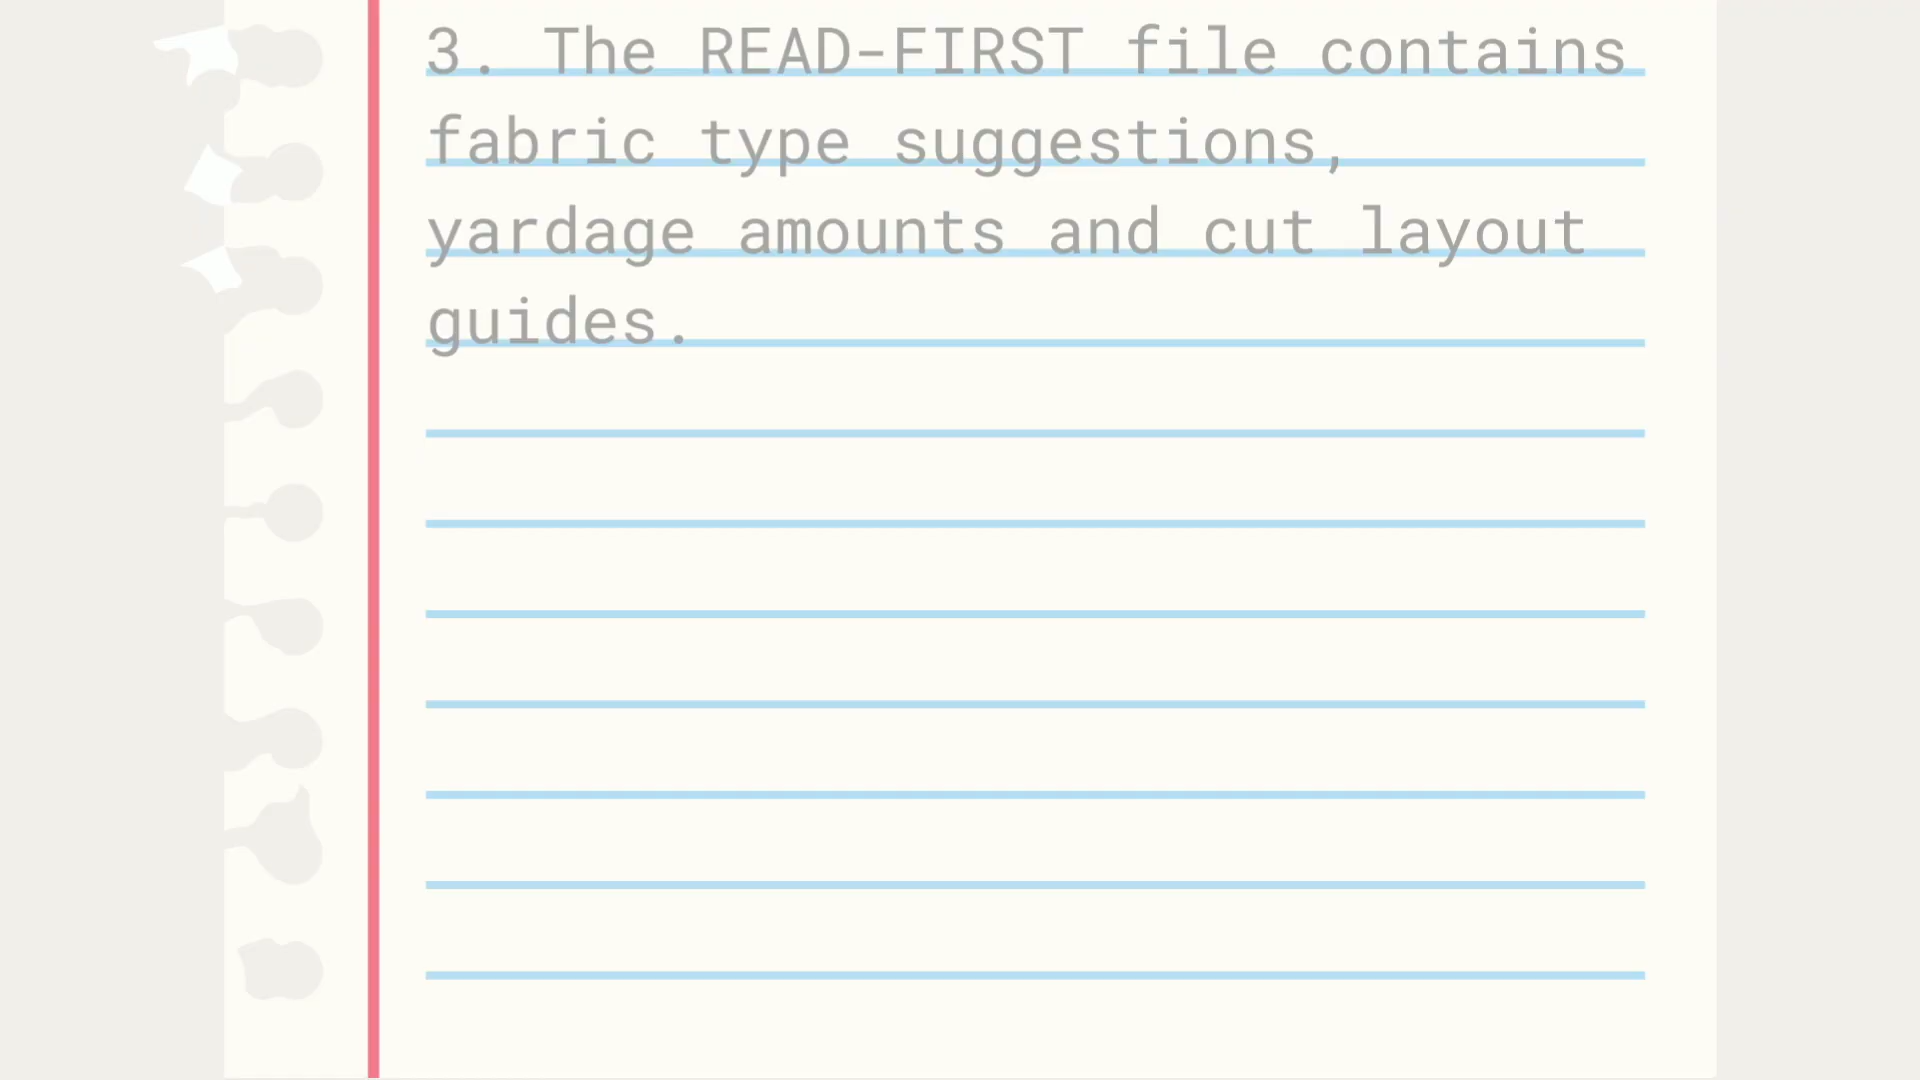 3. The READ-FIRST file contains
fabric type suggestions,
yardage amounts and cut layout
guides.